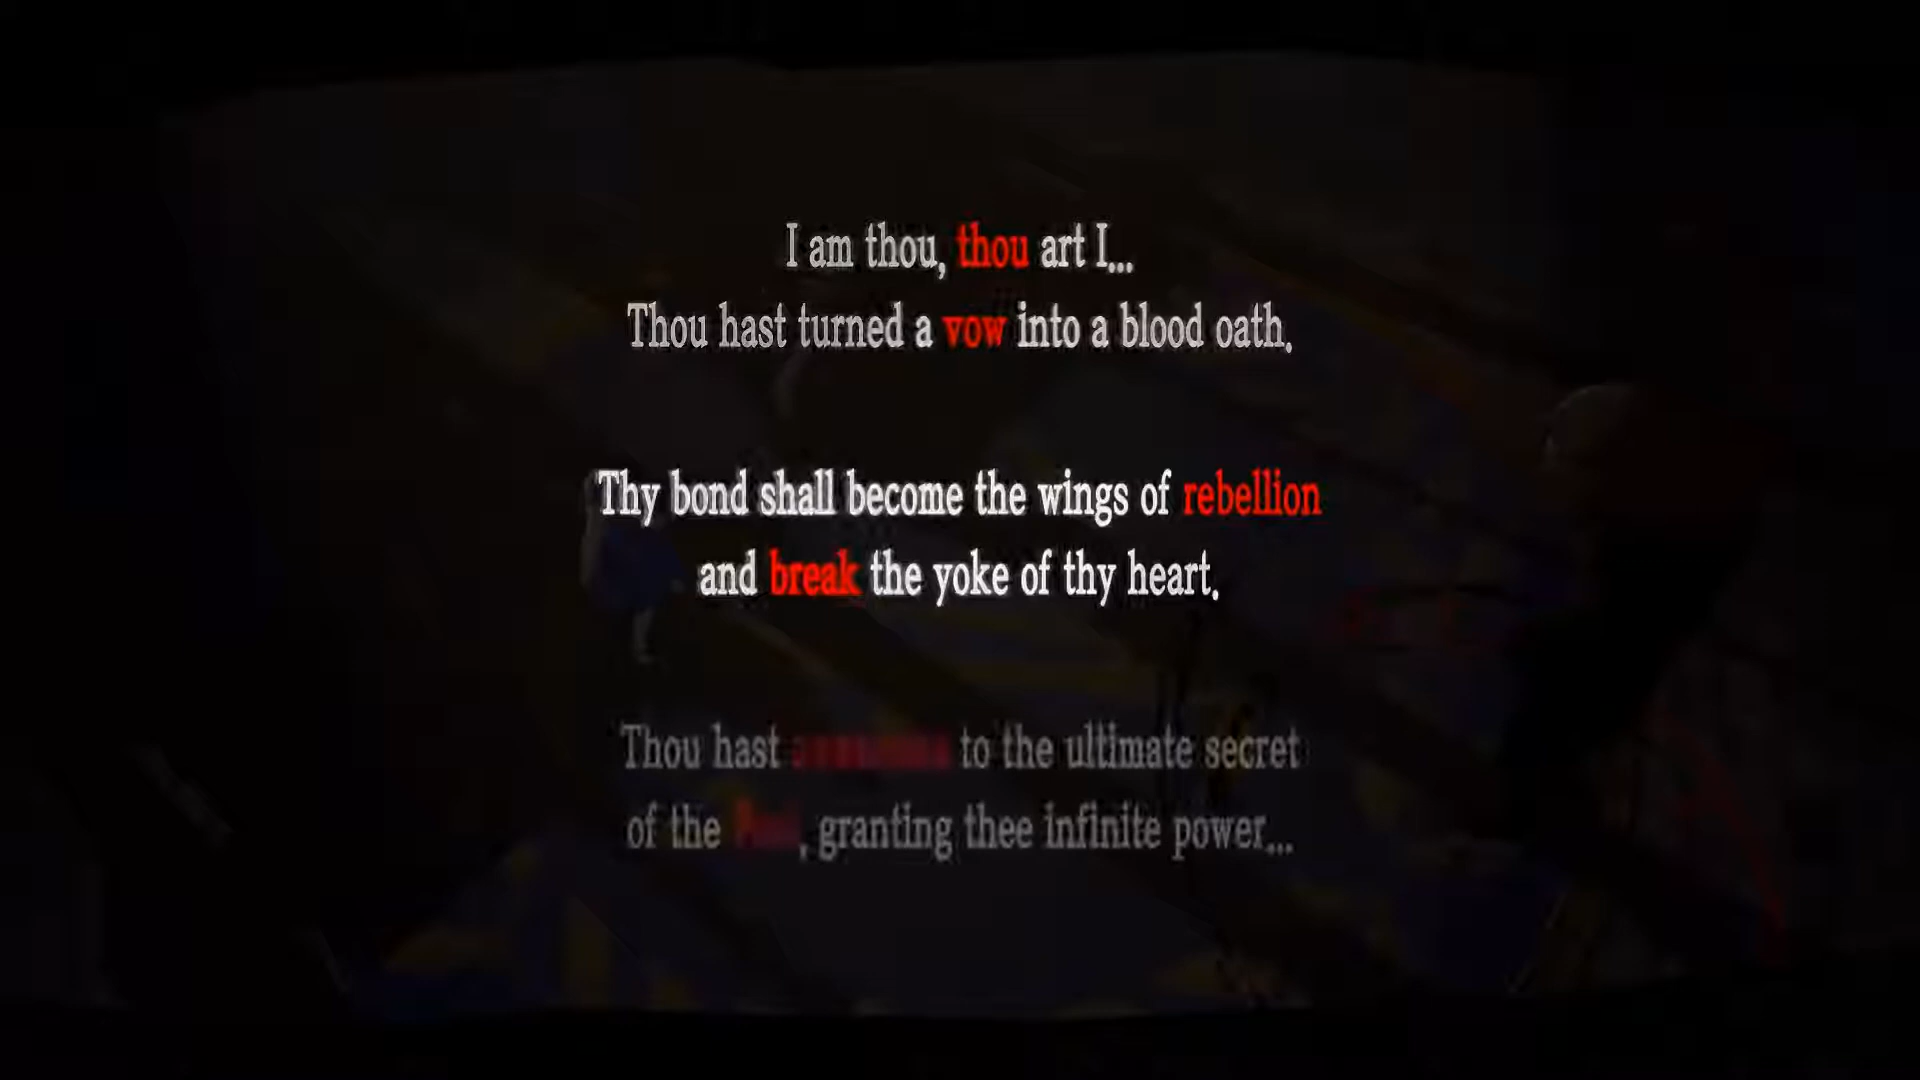 I am thou, thou art I...
Thou hast turned a vow into a blood oath.
Thy bond shall become the wings of rebellion
and break the yoke of thy heart.
Thou hast to the ultimate secret
of the , granting thee infinite power...